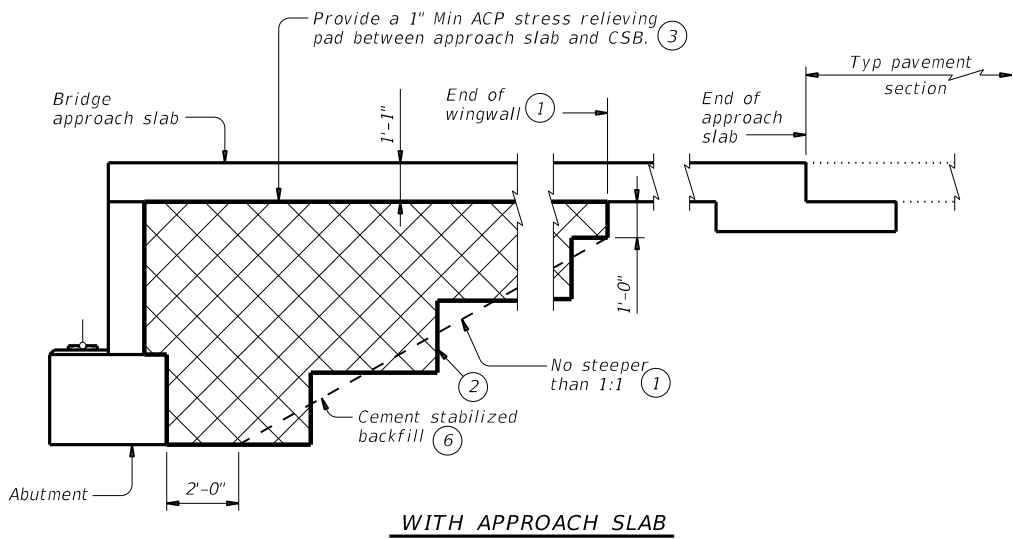 Provide a 1" Min ACP stress relieving
pad between approach slab and CSB. 3
Typ pavement
section
Bridge
approach slab
1'-1"
End of
wingwall 1
End of
approach
slab
1'-0"
No steeper
than 1:1 1
2
Cement stabilized
backfill 6
2'-0"
Abutment
WITH APPROACH SLAB